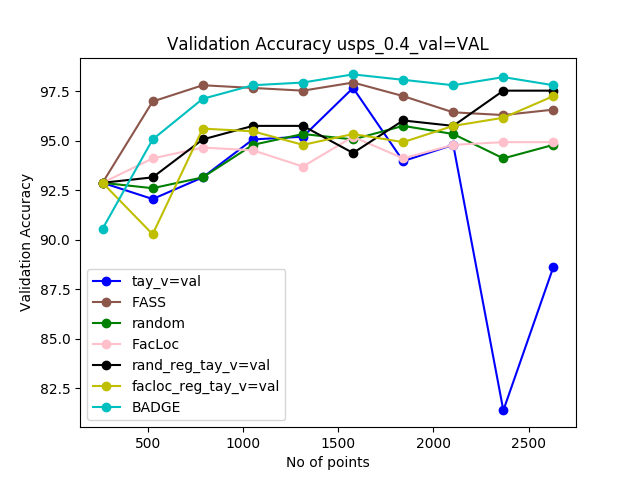 Validation Accuracy usps_0.4_val=VAL
Validation Accuracy
97.5
95.0
92.5
90.0
87.5
85.0
82.5
tay_v=val
FASS
random
FacLoc
rand_reg_tay_v=val
facloc_reg_tay_v=val
BADGE
500
1000
1500
2000
2500
No of points